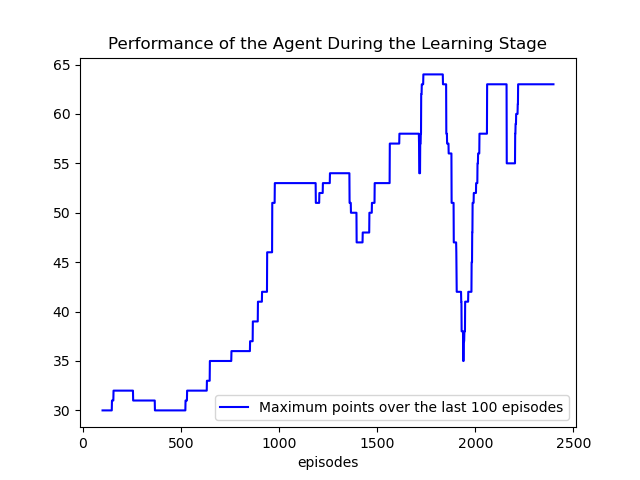 Performance of the Agent During the Learning Stage
65
60
55
50
45
40
35
30
Maximum points over the last 100 episodes
0 500 1000 1500 2000 2500
episodes